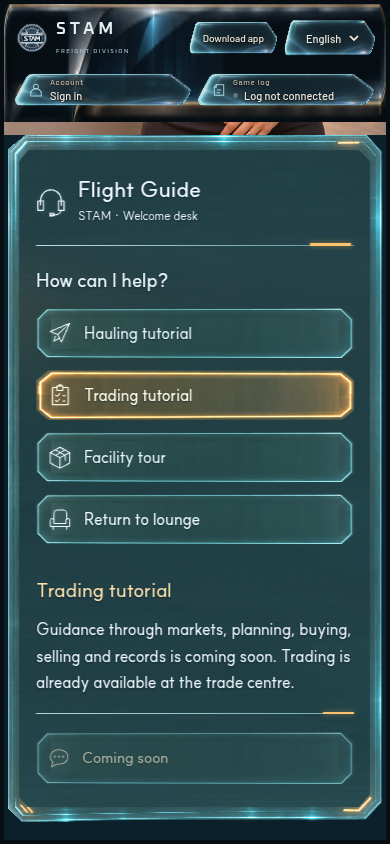 STAM
STAM
FREIGHT DIVISION
Download app
English
Account
Sign in
Game log
Log not connected
Flight Guide
STAM · Welcome desk
How can I help?
Hauling tutorial
Trading tutorial
Facility tour
Return to lounge
Trading tutorial
Guidance through markets, planning, buying,
selling and records is coming soon. Trading is
already available at the trade centre.
Coming soon